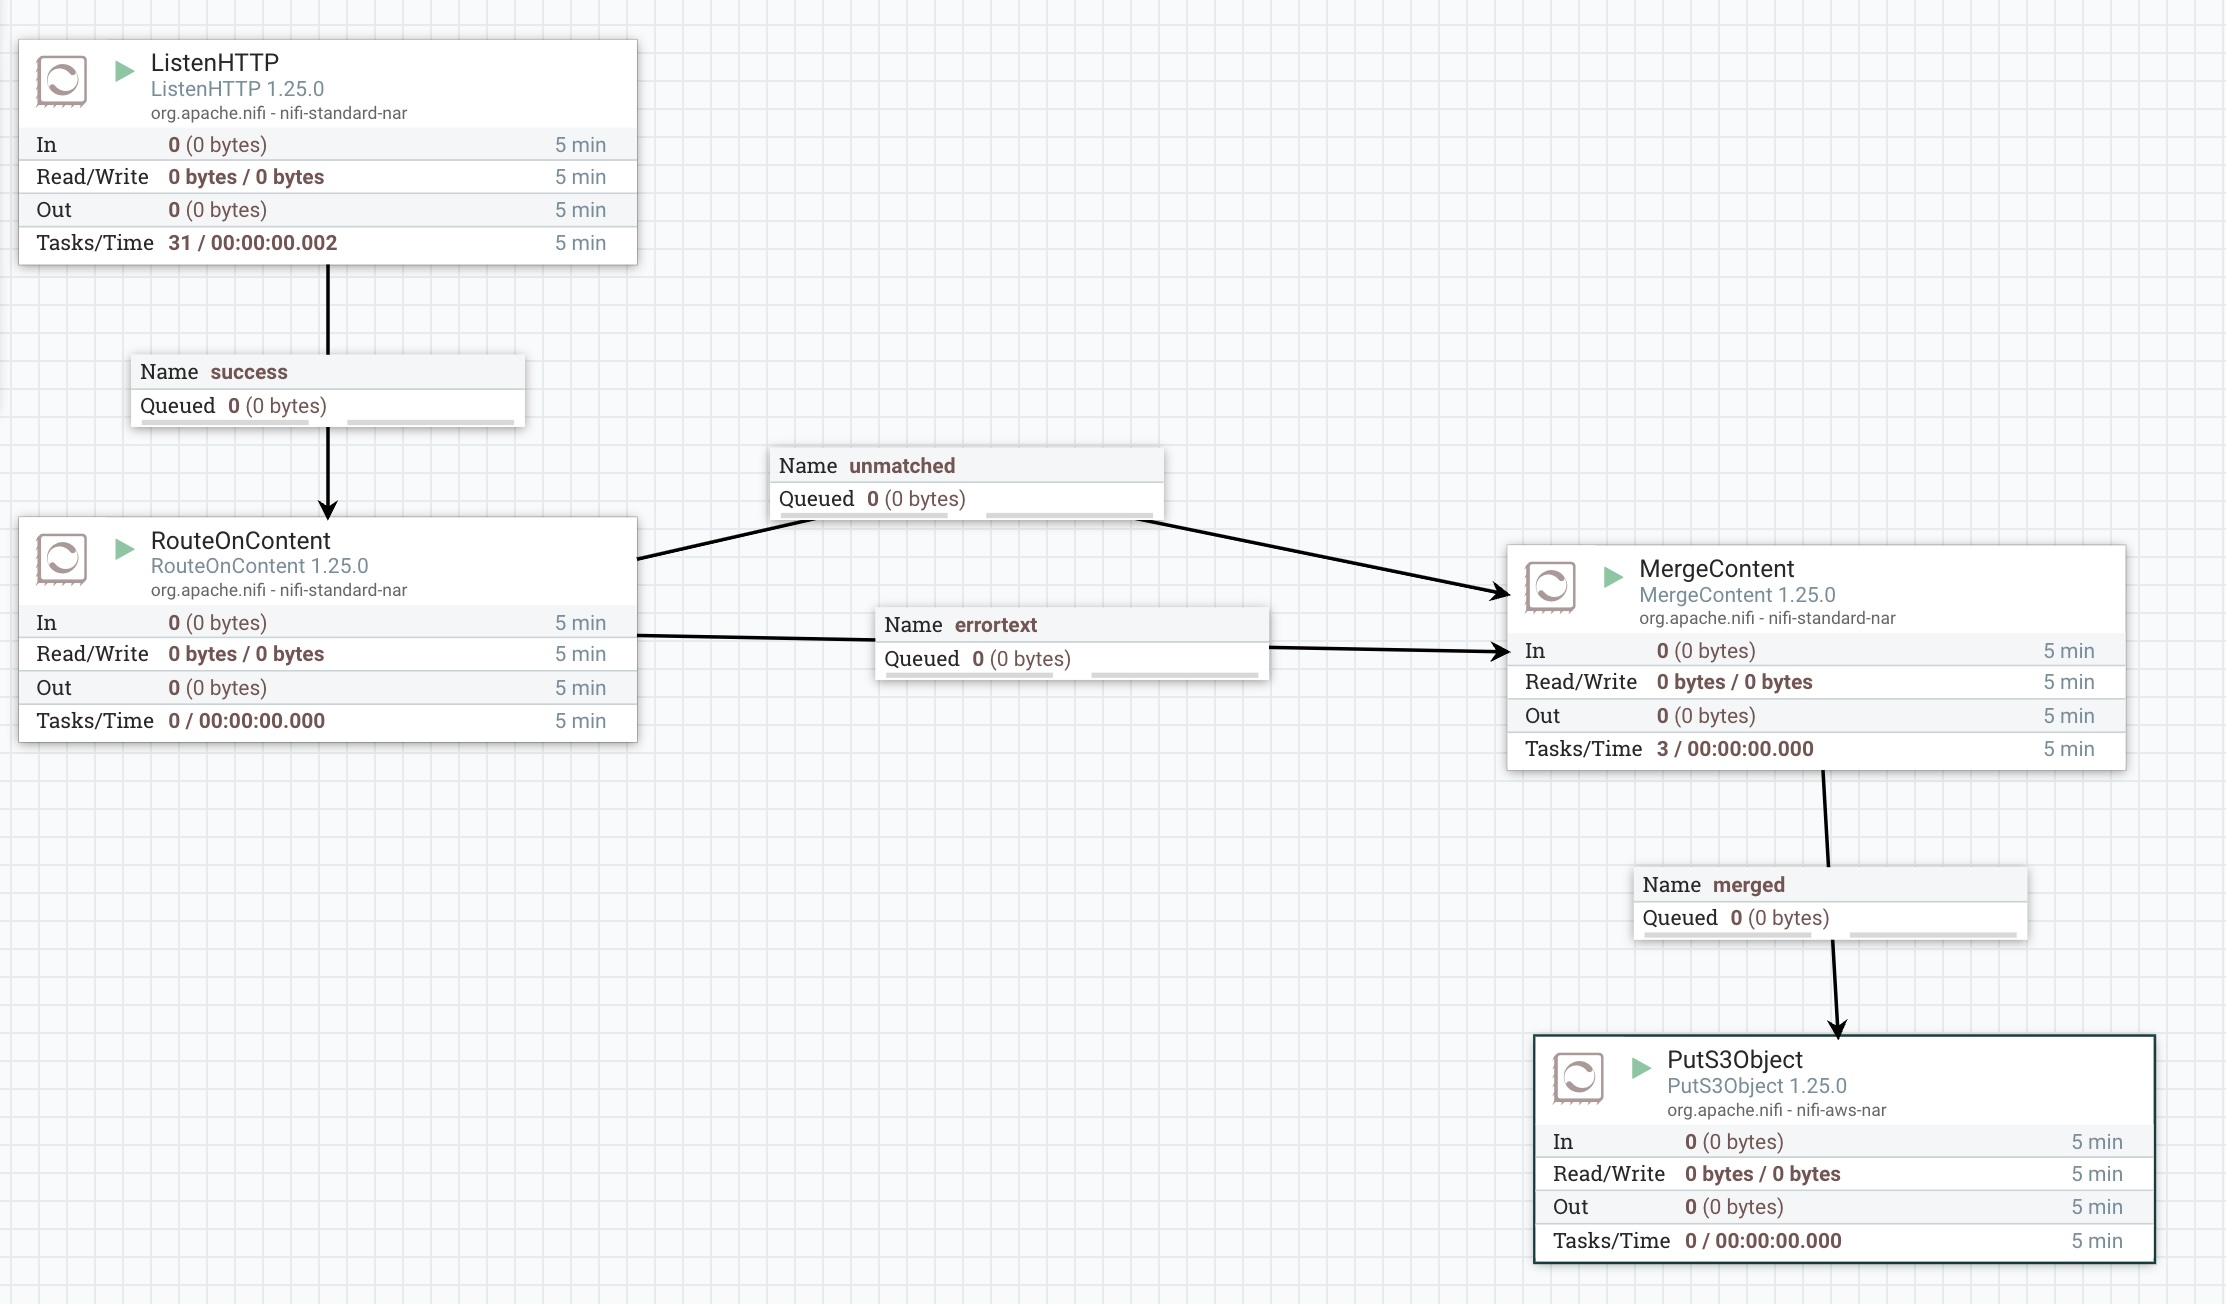 ListenHTTP
ListenHTTP 1.25.0
org.apache.nifi - nifi-standard-nar
In 0 (0 bytes) 5 min
Read/Write 0 bytes / 0 bytes 5 min
Out 0 (0 bytes) 5 min
Tasks/Time 31 / 00:00:00.002 5 min
Name success
Queued 0 (0 bytes)
RouteOnContent
RouteOnContent 1.25.0
org.apache.nifi - nifi-standard-nar
In 0 (0 bytes) 5 min
Read/Write 0 bytes / 0 bytes 5 min
Out 0 (0 bytes) 5 min
Tasks/Time 0 / 00:00:00.000 5 min
Name unmatched
Queued 0 (0 bytes)
Name errortext
Queued 0 (0 bytes)
MergeContent
MergeContent 1.25.0
org.apache.nifi - nifi-standard-nar
In 0 (0 bytes) 5 min
Read/Write 0 bytes / 0 bytes 5 min
Out 0 (0 bytes) 5 min
Tasks/Time 3 / 00:00:00.000 5 min
Name merged
Queued 0 (0 bytes)
PutS3Object
PutS3Object 1.25.0
org.apache.nifi - nifi-aws-nar
In 0 (0 bytes) 5 min
Read/Write 0 bytes / 0 bytes 5 min
Out 0 (0 bytes) 5 min
Tasks/Time 0 / 00:00:00.000 5 min